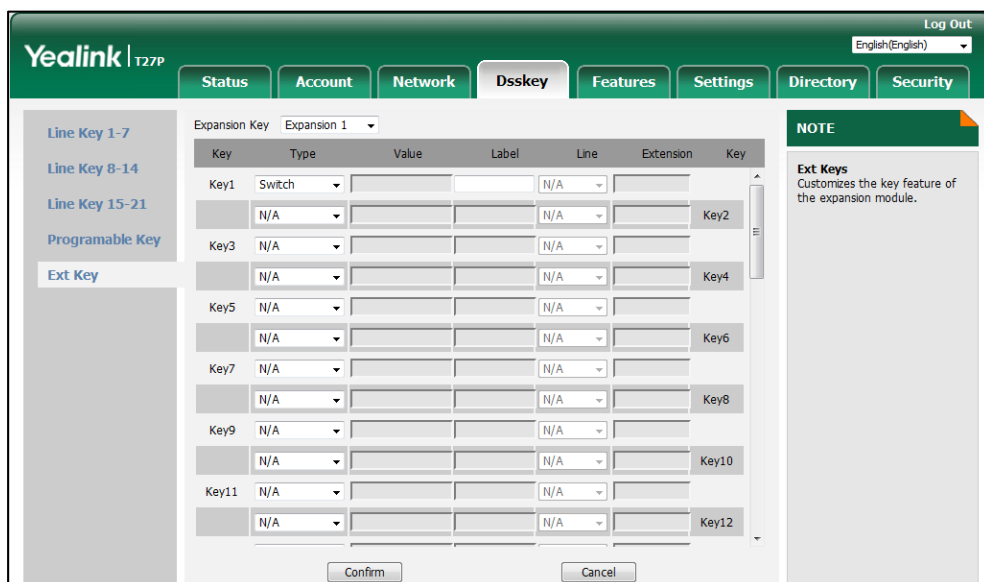 Log Out
Yealink | T27P
English(English)
Status Account Network Dsskey Features Settings Directory Security
Line Key 1-7
Line Key 8-14
Line Key 15-21
Programable Key
Ext Key
Expansion Key Expansion 1
Key Type Value Label Line Extension Key
Key1 Switch N/A
N/A N/A Key2
Key3 N/A N/A
N/A N/A Key4
Key5 N/A N/A
N/A N/A Key6
Key7 N/A N/A
N/A N/A Key8
Key9 N/A N/A
N/A N/A Key10
Key11 N/A N/A
N/A N/A Key12
Confirm Cancel
NOTE
Ext Keys
Customizes the key feature of
the expansion module.